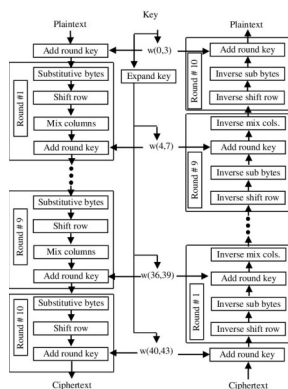 Plaintext
Add round key
Round #1
Substitutive bytes
Shift row
Mix columns
Add round key
Round # 9
Substitutive bytes
Shift row
Mix columns
Add round key
Round # 10
Substitutive bytes
Shift row
Add round key
Ciphertext
Key
Expand key
w(0,3)
w(4,7)
w(36,39)
w(40,43)
Plaintext
Add round key
Round # 10
Inverse sub bytes
Inverse shift row
Inverse mix cols.
Round # 9
Add round key
Inverse sub bytes
Inverse shift row
Inverse mix cols.
Round # 1
Add round key
Inverse sub bytes
Inverse shift row
Add round key
Ciphertext